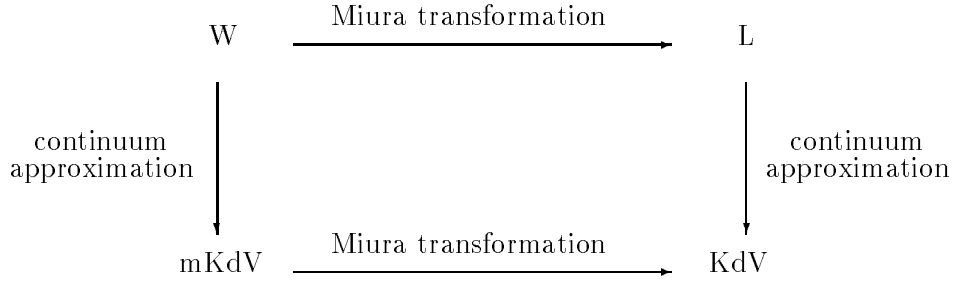 Miura transformation
W
L
continuum
approximation
continuum
approximation
Miura transformation
mKdV
KdV